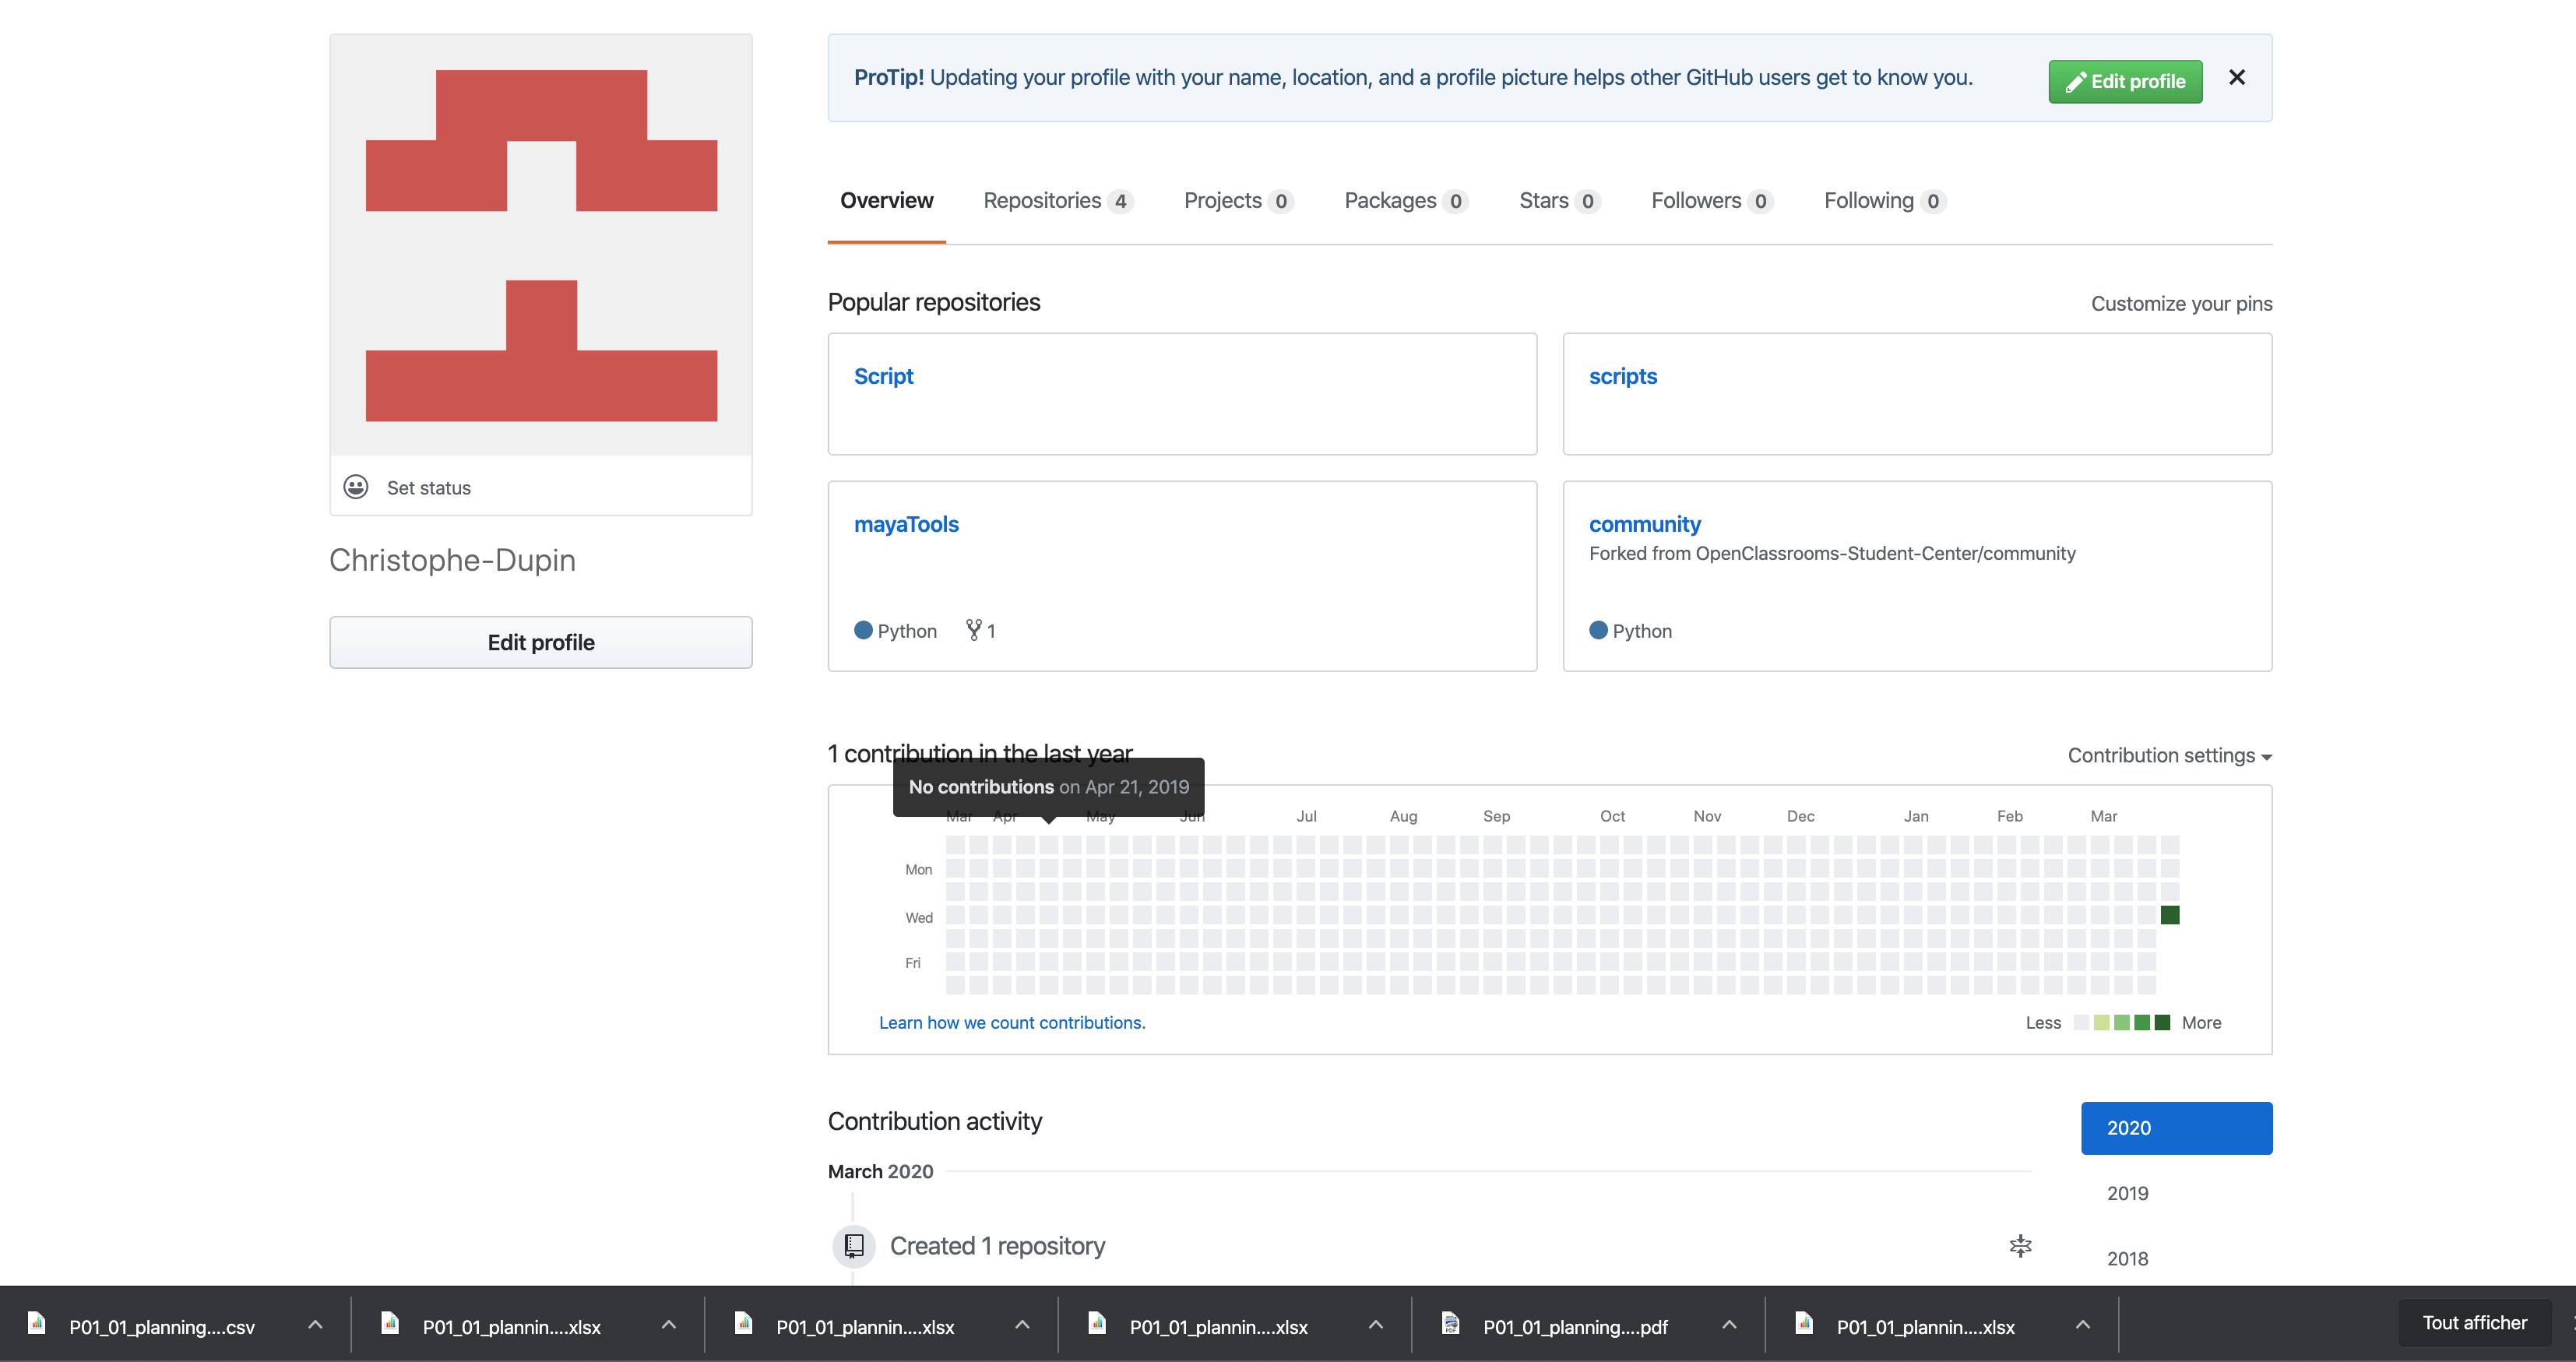 ProTip! Updating your profile with your name, location, and a profile picture helps other GitHub users get to know you.
Edit profile
Overview Repositories 4 Projects 0 Packages 0 Stars 0 Followers 0 Following 0
Set status
Christophe-Dupin
Edit profile
Popular repositories
Customize your pins
Script
scripts
mayaTools
Python 1
community
Forked from OpenClassrooms-Student-Center/community
Python
1 contribution in the last year
Contribution settings
No contributions on Apr 21, 2019
Mar Apr May Jun Jul Aug Sep Oct Nov Dec Jan Feb Mar
Mon
Wed
Fri
Learn how we count contributions.
Less More
Contribution activity
2020
2019
2018
March 2020
Created 1 repository
P01_01_planning....csv
P01_01_plannin....xlsx
P01_01_plannin....xlsx
P01_01_plannin....xlsx
P01_01_planning....pdf
P01_01_plannin....xlsx
Tout afficher